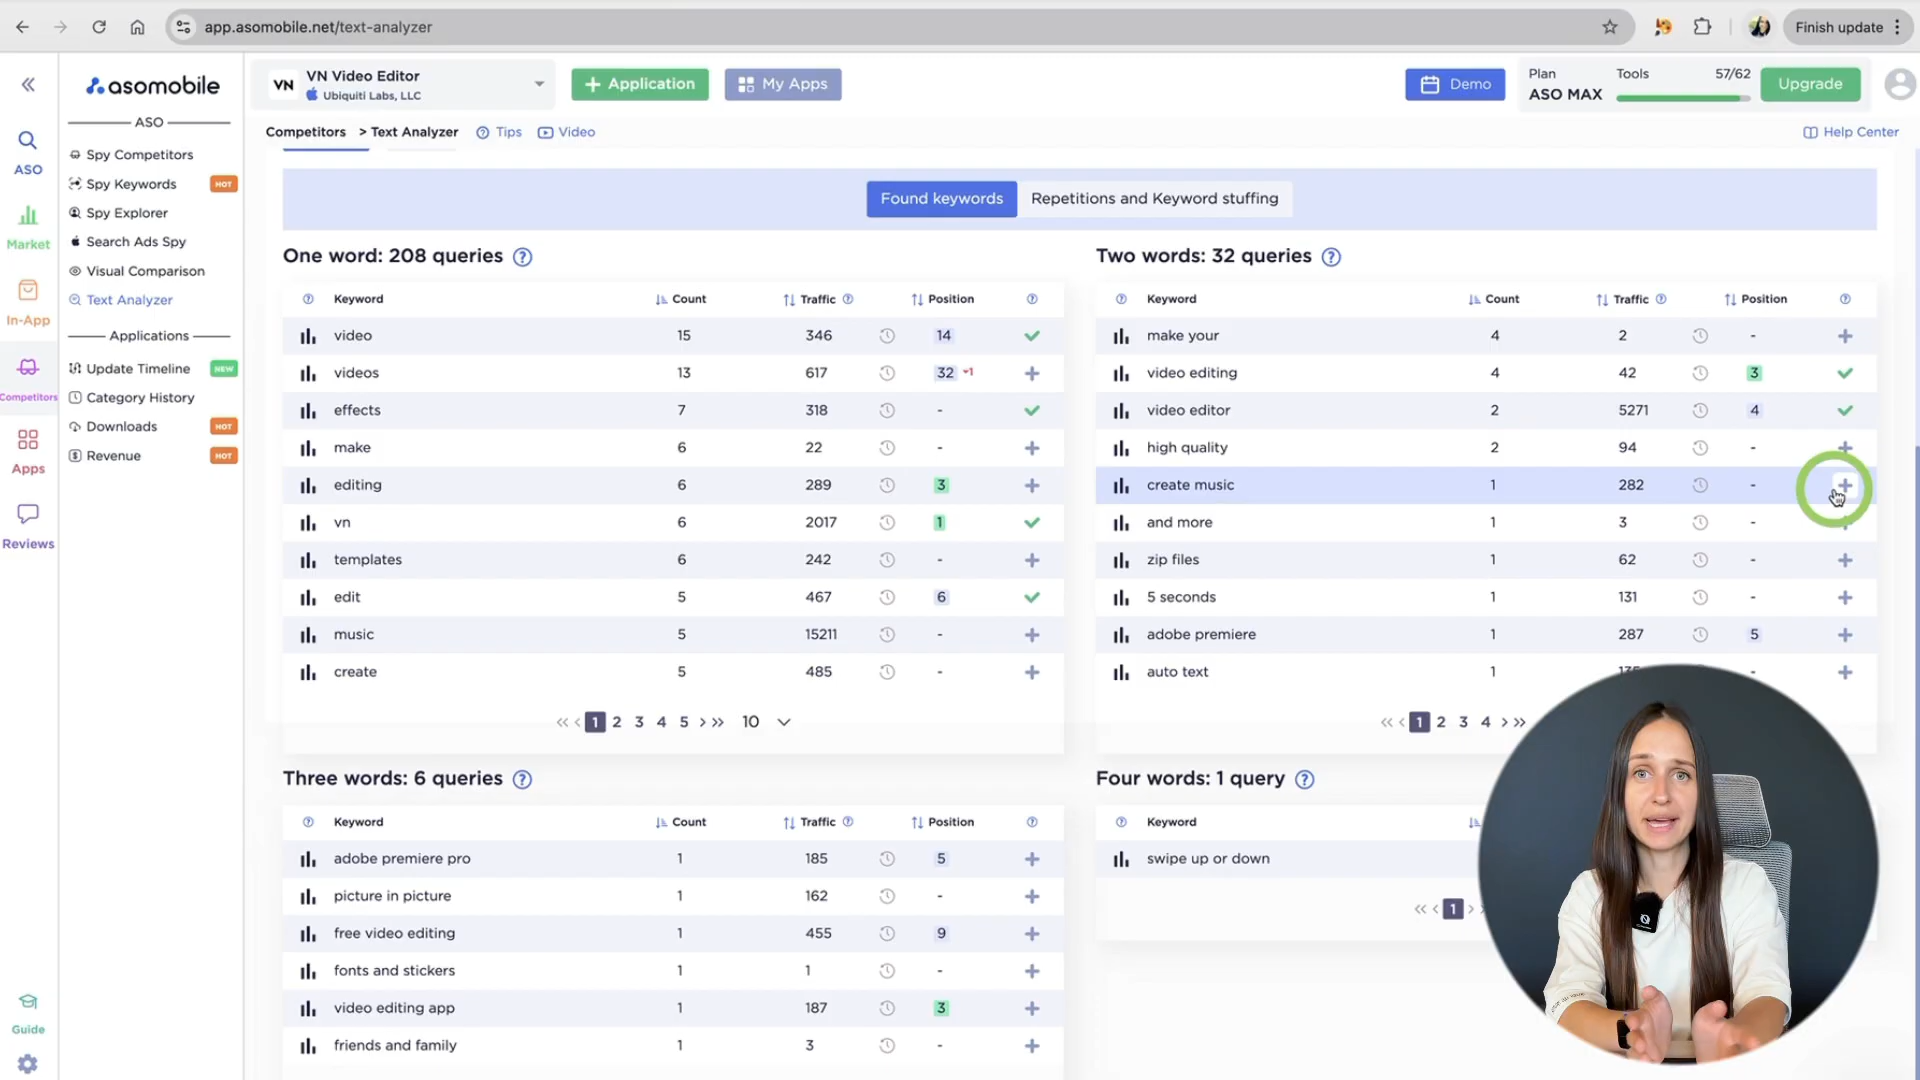 app.asomobile.net/text-analyzer
Finish update
asomobile
VN
VN Video Editor
Ubiquiti Labs, LLC
Application
My Apps
Demo
Plan
ASO MAX
Tools 57/62
Upgrade
ASO
Market
In-App
Competitors
Apps
Reviews
Guide
ASO
Spy Competitors
Spy Keywords HOT
Spy Explorer
Search Ads Spy
Visual Comparison
Text Analyzer
Applications
Update Timeline NEW
Category History
Downloads HOT
Revenue HOT
Competitors > Text Analyzer Tips Video
Help Center
Found keywords Repetitions and Keyword stuffing
One word: 208 queries
Keyword Count Traffic Position
video 15 346 14
videos 13 617 32 1
effects 7 318 -
make 6 22 -
editing 6 289 3
vn 6 2017 1
templates 6 242 -
edit 5 467 6
music 5 15211 -
create 5 485 -
«‹ 1 2 3 4 5 › » 10
Two words: 32 queries
Keyword Count Traffic Position
make your 4 2 -
video editing 4 42 3
video editor 2 5271 4
high quality 2 94 -
create music 1 282 -
and more 1 3 -
zip files 1 62 -
5 seconds 1 131 -
adobe premiere 1 287 5
auto text 1 -
«‹ 1 2 3 4 › »
Three words: 6 queries
Keyword Count Traffic Position
adobe premiere pro 1 185 5
picture in picture 1 162 -
free video editing 1 455 9
fonts and stickers 1 1 -
video editing app 1 187 3
friends and family 1 3 -
Four words: 1 query
Keyword
swipe up or down
«‹ 1 ›